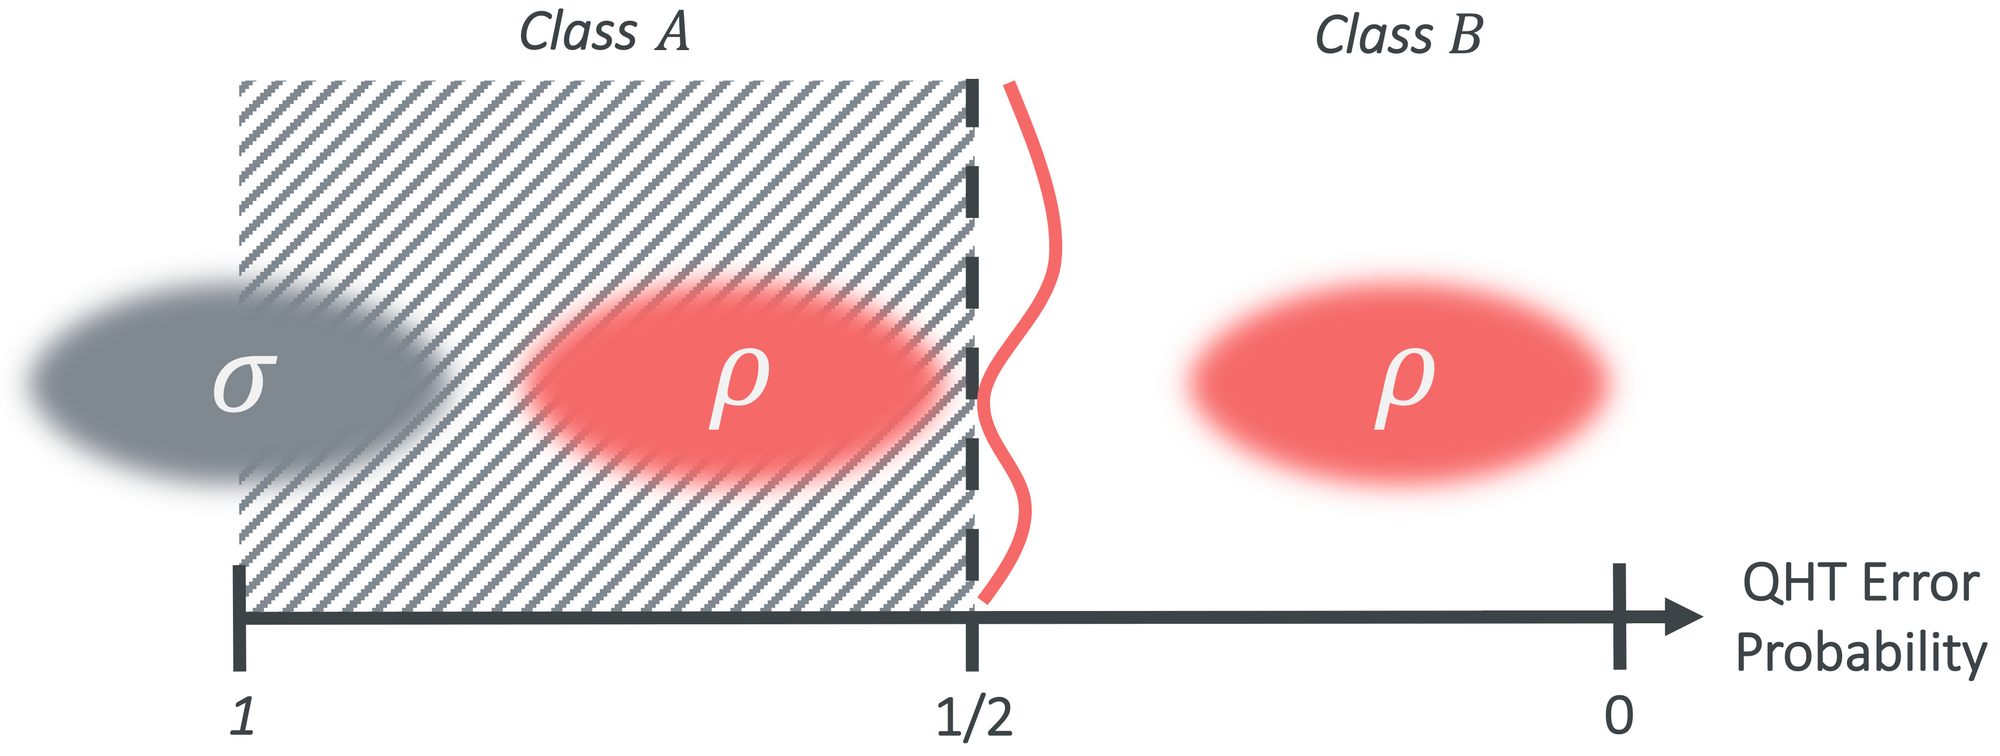 Class A
Class B
σ
ρ
ρ
QHT Error
Probability
1
1/2
0